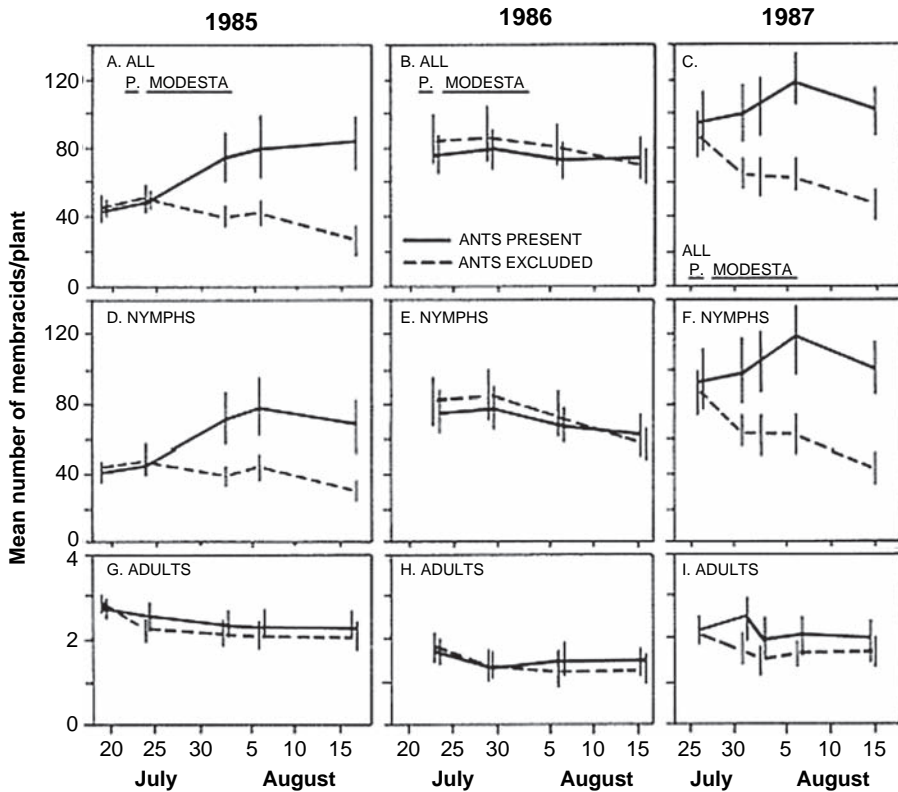 1985 1986 1987
A. ALL
P. MODESTA
B. ALL
P. MODESTA
C.
ALL
P. MODESTA
120
80
40
0
ANTS PRESENT
ANTS EXCLUDED
D. NYMPHS
E. NYMPHS
F. NYMPHS
120
80
40
0
G. ADULTS
H. ADULTS
I. ADULTS
4
2
0
Mean number of membracids/plant
20 25 30 5 10 15
20 25 30 5 10 15
25 30 5 10 15
July August
July August
July August